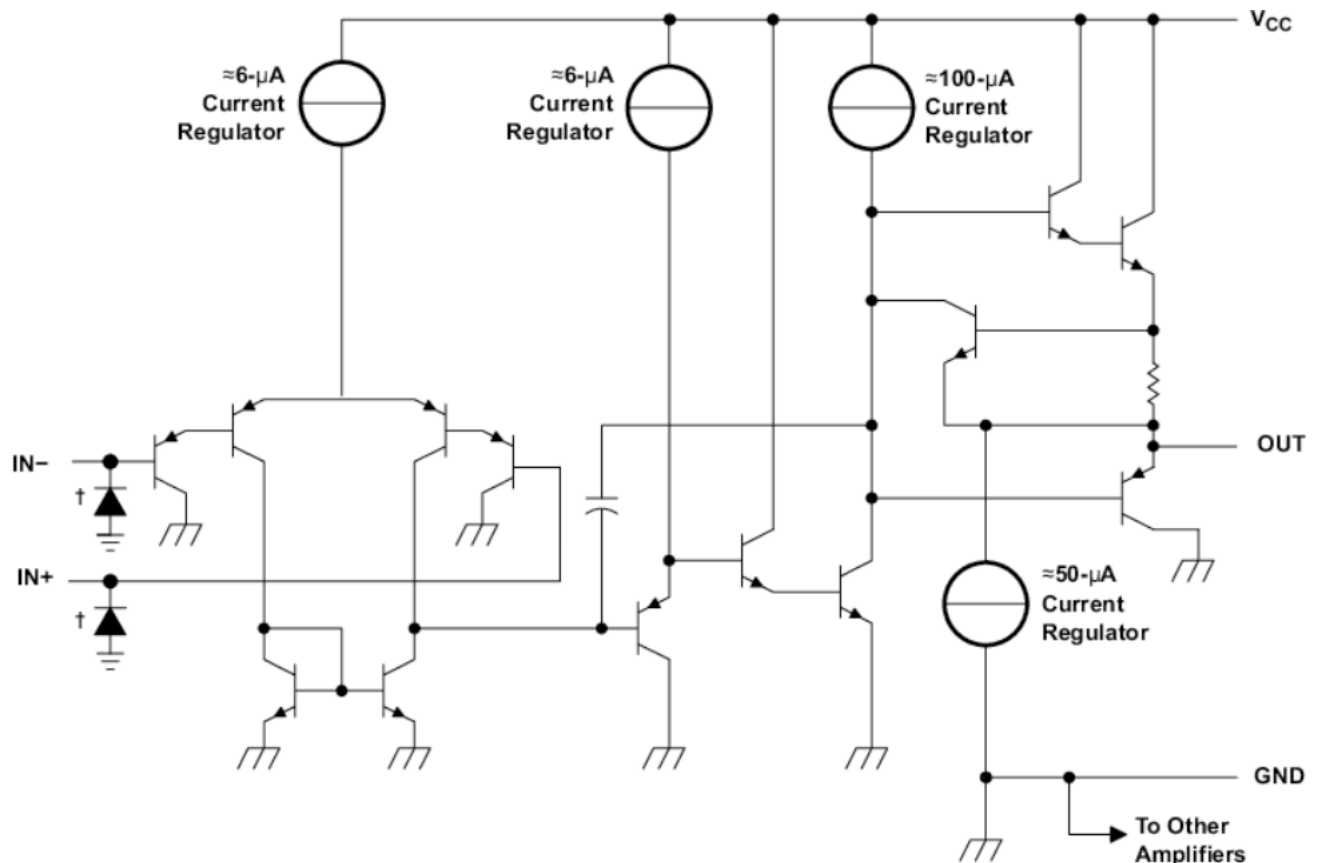 VCC
≈6-µA
Current
Regulator
≈6-µA
Current
Regulator
≈100-µA
Current
Regulator
IN−
†
OUT
IN+
†
≈50-µA
Current
Regulator
GND
To Other
Amplifiers